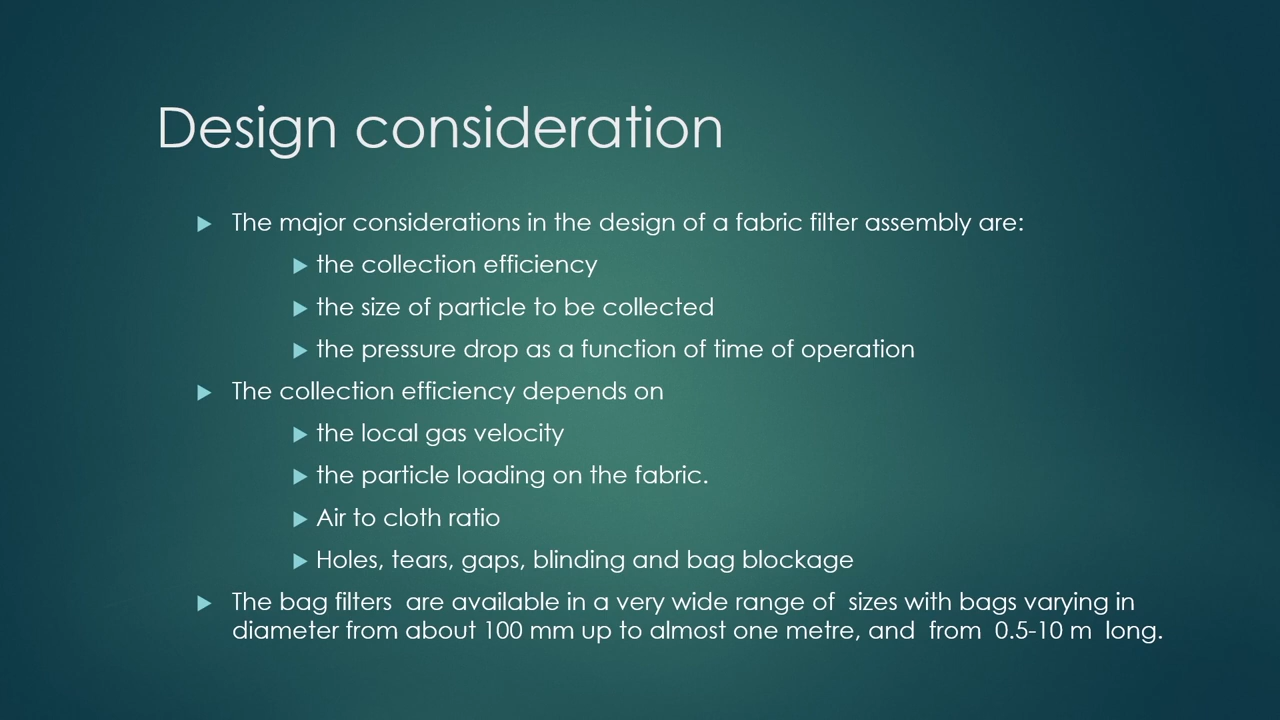 Design consideration
The major considerations in the design of a fabric filter assembly are:
the collection efficiency
the size of particle to be collected
the pressure drop as a function of time of operation
The collection efficiency depends on
the local gas velocity
the particle loading on the fabric.
Air to cloth ratio
Holes, tears, gaps, blinding and bag blockage
The bag filters are available in a very wide range of sizes with bags varying in
diameter from about 100 mm up to almost one metre, and from 0.5-10 m long.